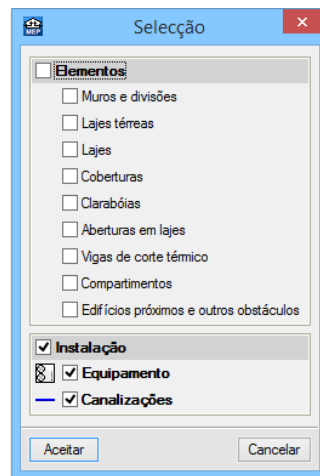 MEP
Selecção
Elementos
Muros e divisões
Lajes térreas
Lajes
Coberturas
Clarabóias
Aberturas em lajes
Vigas de corte térmico
Compartimentos
Edifícios próximos e outros obstáculos
Instalação
Equipamento
Canalizações
Aceitar
Cancelar